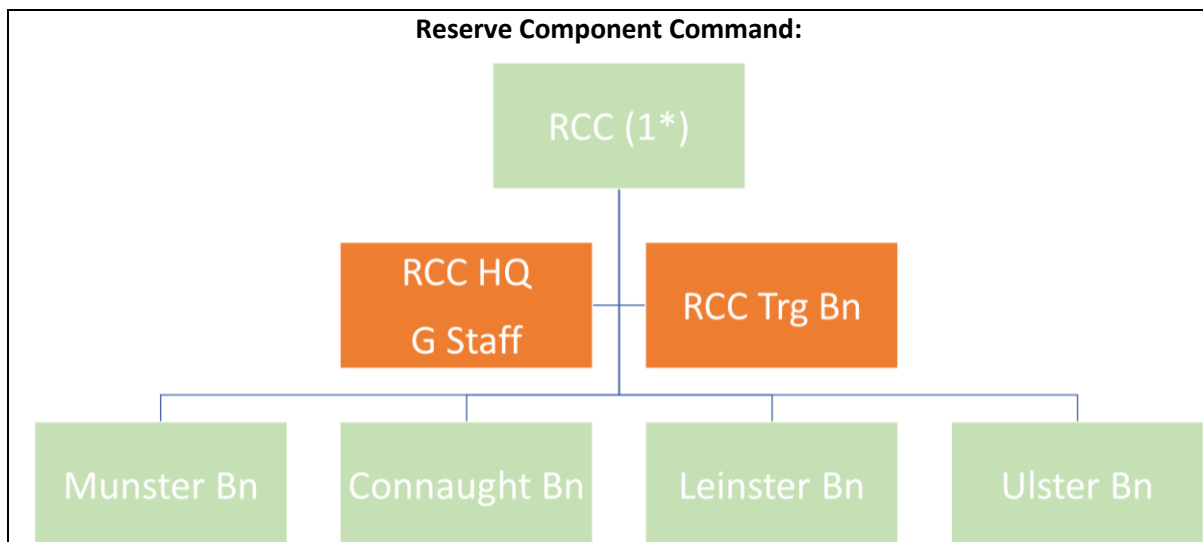 Reserve Component Command:
RCC (1*)
RCC HQ
G Staff
RCC Trg Bn
Munster Bn
Connaught Bn
Leinster Bn
Ulster Bn